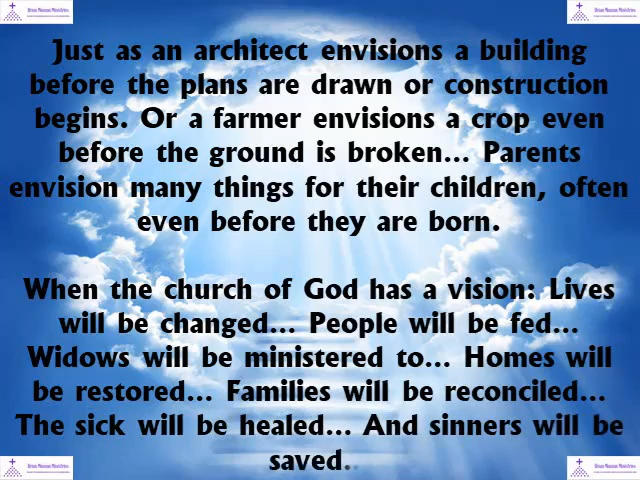 Just as an architect envisions a building
before the plans are drawn or construction
begins. Or a farmer envisions a crop even
before the ground is broken... Parents
envision many things for their children, often
even before they are born.
When the church of God has a vision: Lives
will be changed... People will be fed...
Widows will be ministered to... Homes will
be restored... Families will be reconciled...
The sick will be healed... And sinners will be
saved..